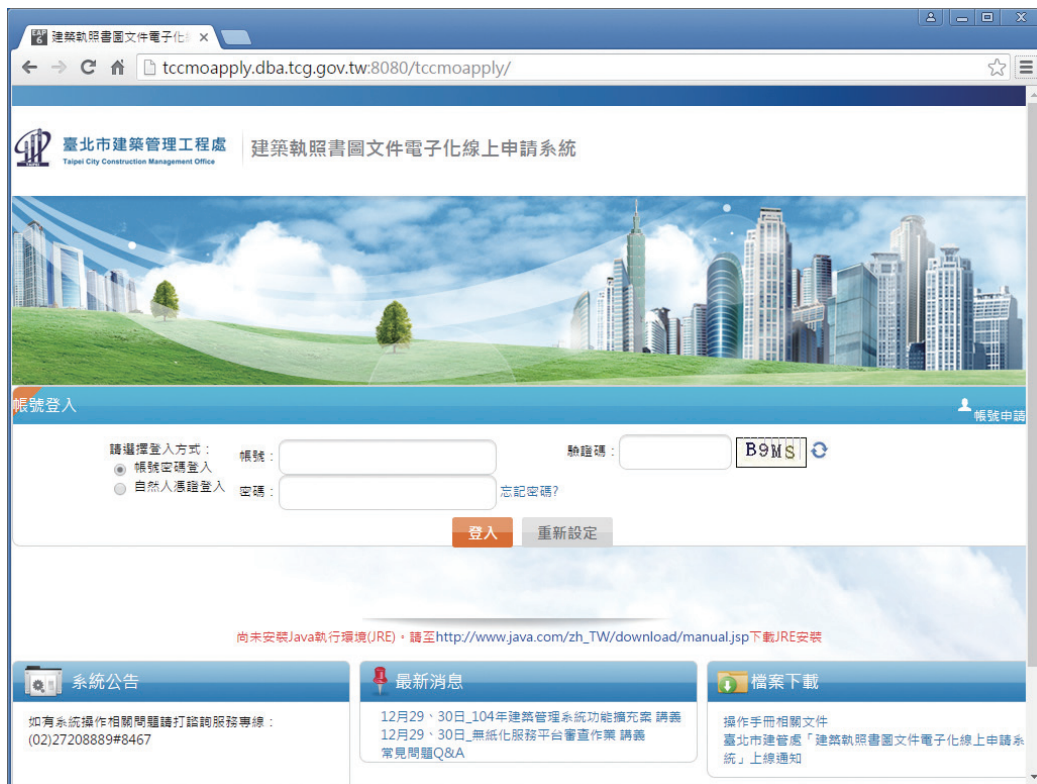 EAP
6
建築執照書圖文件電子化
tccmoapply.dba.tcg.gov.tw:8080/tccmoapply/
臺北市建築管理工程處
Taipei City Construction Management Office
建築執照書圖文件電子化線上申請系統
帳號登入
帳號申請
請選擇登入方式:
帳號密碼登入
自然人憑證登入
帳號:
驗證碼:
B9MS
密碼:
忘記密碼?
登入
重新設定
尚未安裝Java執行環境(JRE),請至http://www.java.com/zh_TW/download/manual.jsp下載JRE安裝
系統公告
如有系統操作相關問題請打諮詢服務專線:
(02)27208889#8467
最新消息
12月29、30日_104年建築管理系統功能擴充案 講義
12月29、30日_無紙化服務平台審查作業 講義
常見問題Q&A
檔案下載
操作手冊相關文件
臺北市建管處「建築執照書圖文件電子化線上申請系
統」上線通知